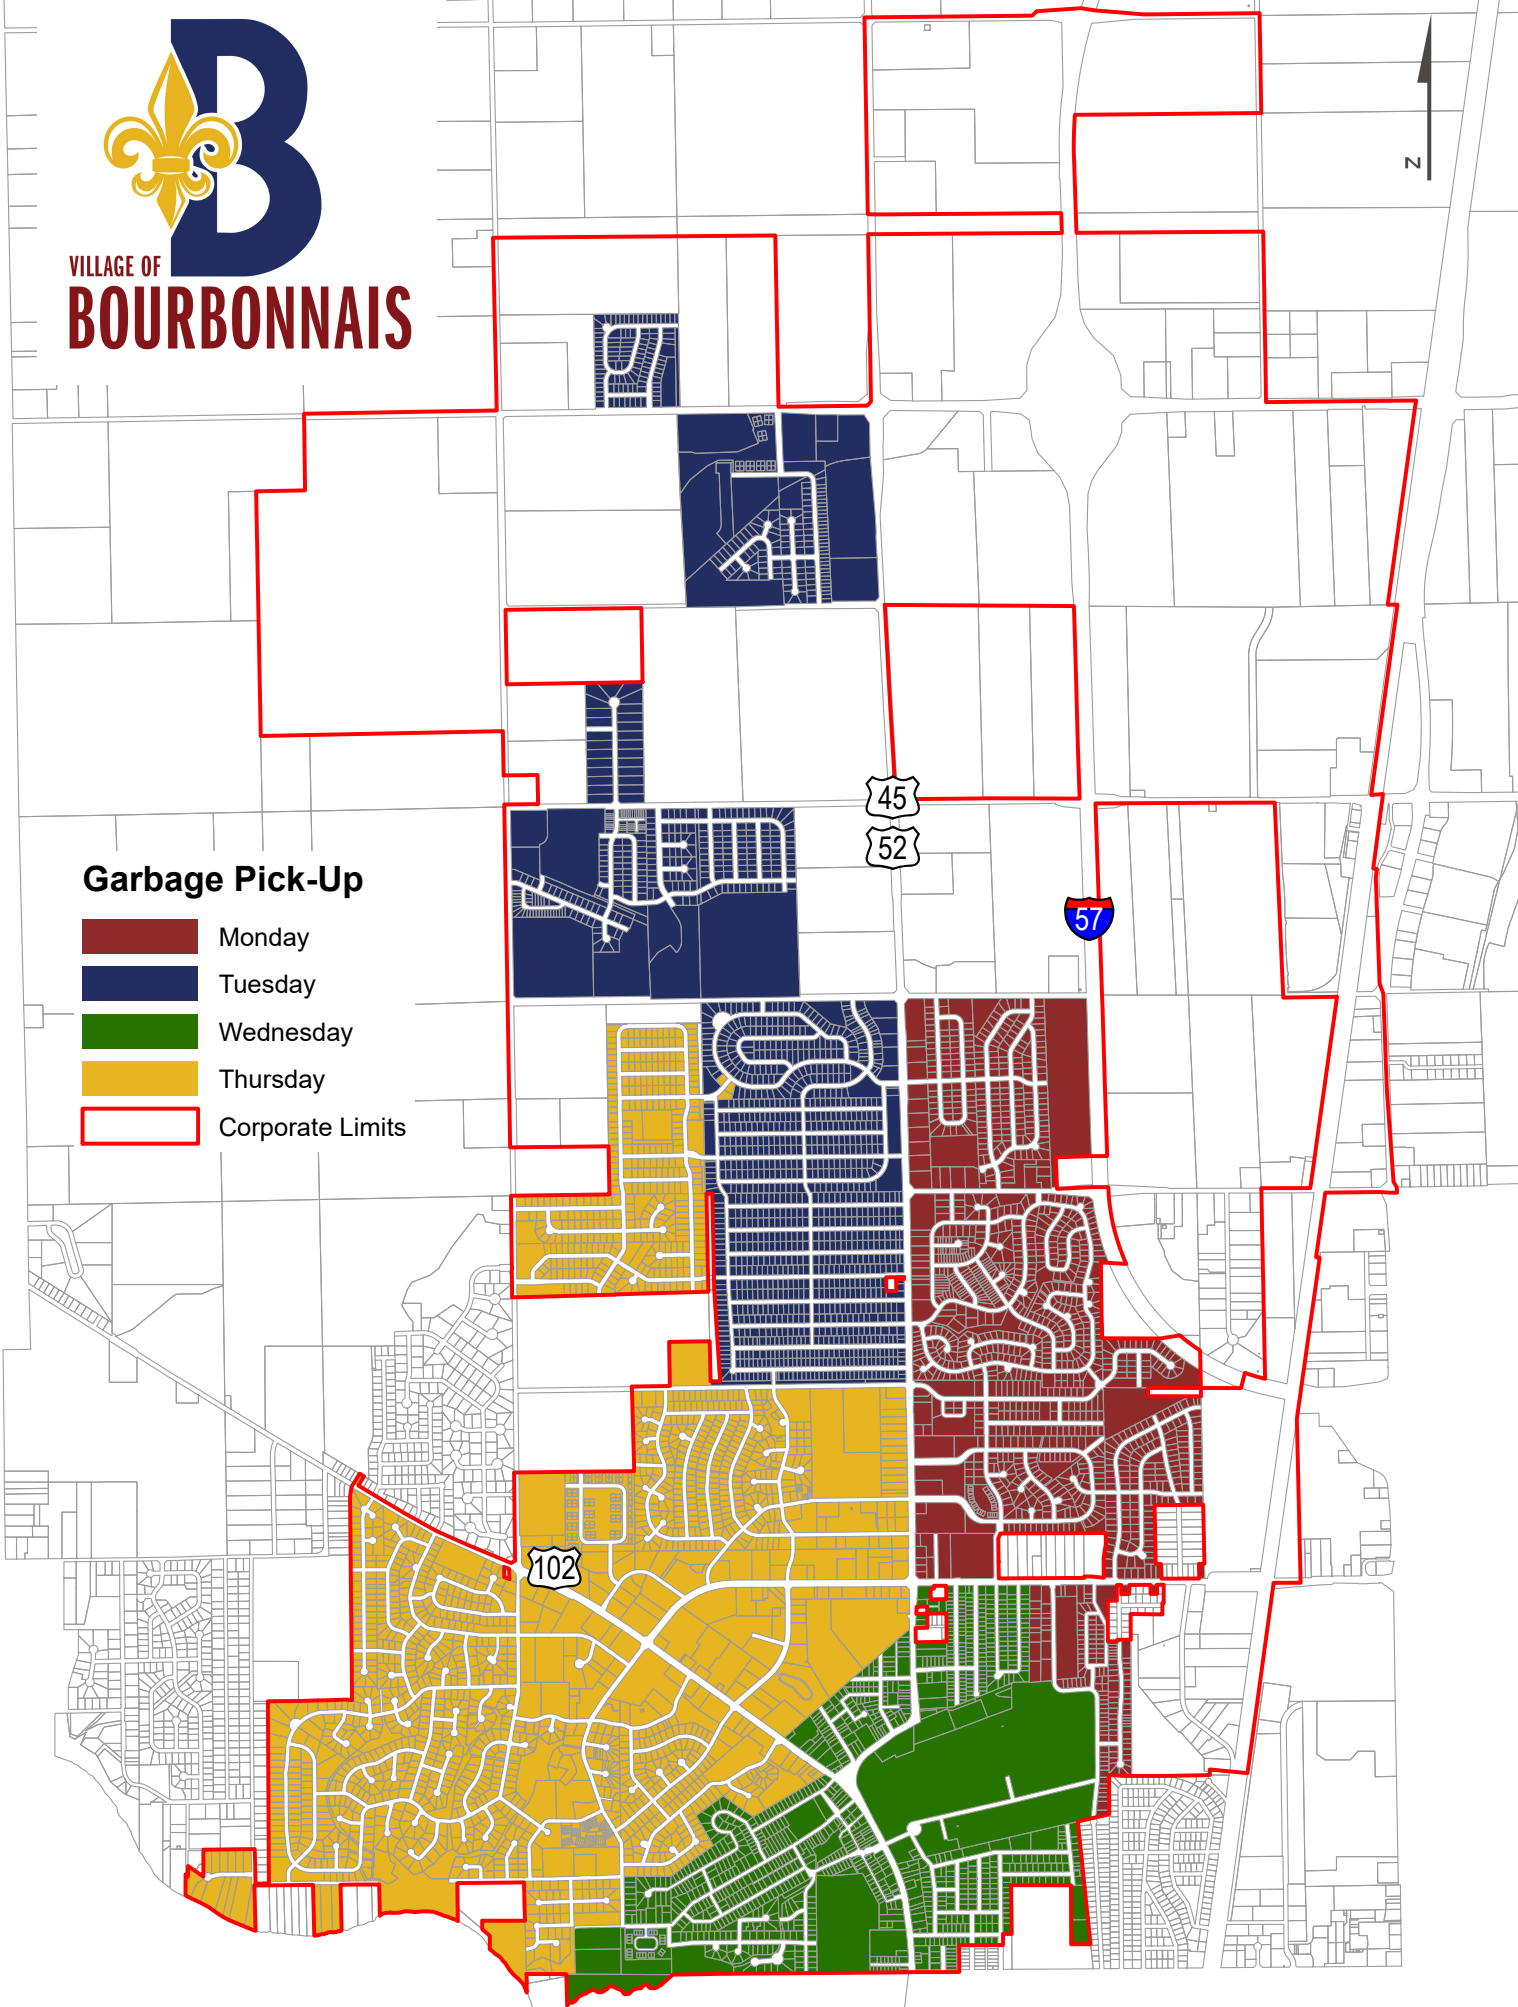 VILLAGE OF
BOURBONNAIS
N
45
52
57
Garbage Pick-Up
Monday
Tuesday
Wednesday
Thursday
Corporate Limits
102